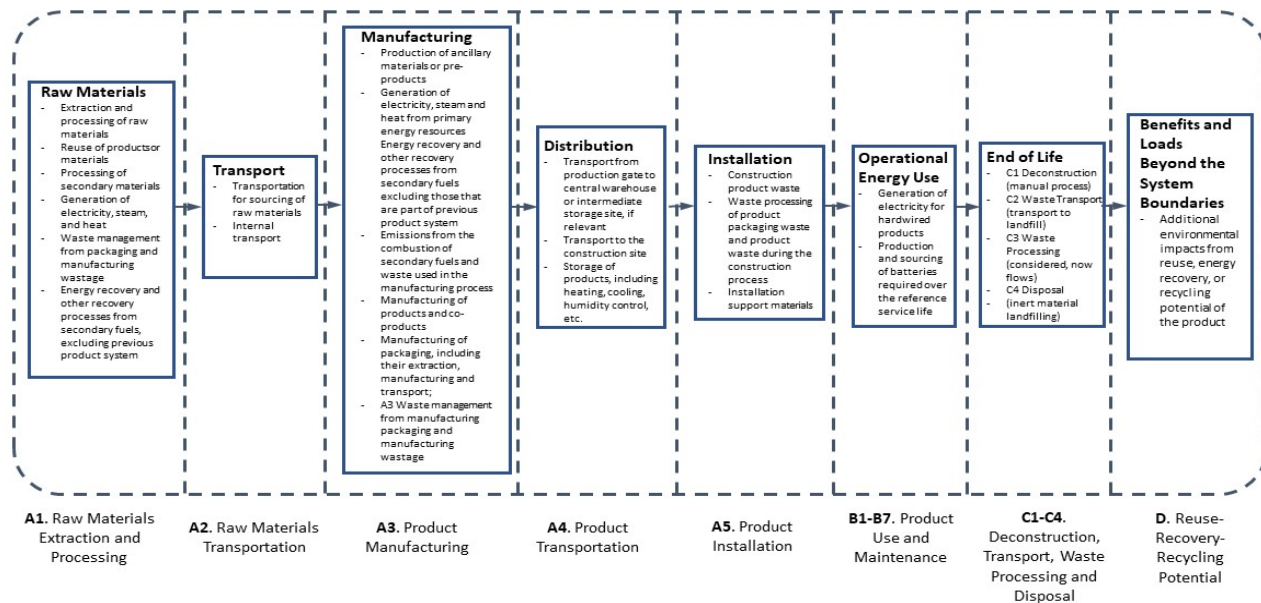 Raw Materials
- Extraction and
processing of raw
materials
- Reuse of productsor
materials
- Processing of
secondary materials
- Generation of
electricity, steam,
and heat
- Waste management
from packaging and
manufacturing
wastage
- Energy recovery and
other recovery
processes from
secondary fuels,
excluding previous
product system
Transport
- Transportation
for sourcing of
raw materials
- Internal
transport
Manufacturing
- Production of ancillary
materials or pre-
products
- Generation of
electricity, steam and
heat from primary
energy resources
Energy recovery and
other recovery
processes from
secondary fuels
excluding those that
are part of previous
product system
- Emissions from the
combustion of
secondary fuels and
waste used in the
manufacturing process
- Manufacturing of
products and co-
products
- Manufacturing of
packaging, including
their extraction,
manufacturing and
transport;
- A3 Waste management
from manufacturing
packaging and
manufacturing
wastage
Distribution
- Transport from
production gate to
central warehouse
or intermediate
storage site, if
relevant
- Transport to the
construction site
- Storage of
products, including
heating, cooling,
humidity control,
etc.
Installation
- Construction
product waste
- Waste processing of
product packaging
waste and product
waste during the
construction
process
- Installation
support materials
Operational
Energy Use
- Generation of
electricity for
hardwired
products
- Production
and sourcing
of batteries
required over
the reference
service life
End of Life
- C1 Deconstruction
(manual process)
- C2 Waste Transport
(transport to
landfill)
- C3 Waste
Processing
(considered, now
flows)
- C4 Disposal
- (inert material
landfilling)
Benefits and
Loads
Beyond the
System
Boundaries
- Additional
environmental
impacts from
reuse, energy
recovery, or
recycling
potential of
the product
A1. Raw Materials
Extraction and
Processing
A2. Raw Materials
Transportation
A3. Product
Manufacturing
A4. Product
Transportation
A5. Product
Installation
B1-B7. Product
Use and
Maintenance
C1-C4.
Deconstruction,
Transport, Waste
Processing and
Disposal
D. Reuse-
Recovery-
Recycling
Potential